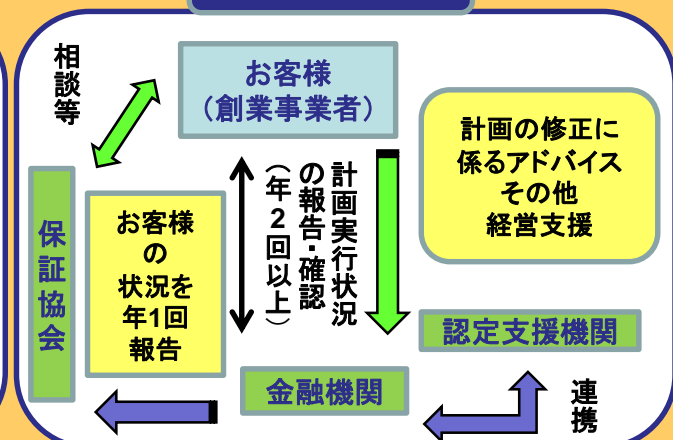 相談等
お客様
（創業事業者）
計画の修正に
係るアドバイス
その他
経営支援
保証協会
お客様
の
状況を
年1回
報告
計画実行状況
の報告・確認
（年２回以上）
認定支援機関
金融機関
連携